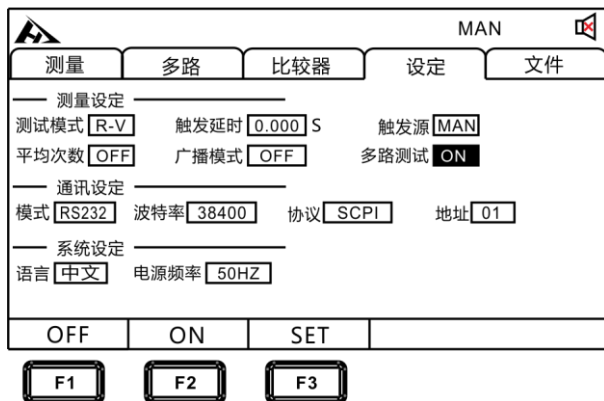 MAN
测量 多路 比较器 设定 文件
测量设定
测试模式 R-V 触发延时 0.000 S 触发源 MAN
平均次数 OFF 广播模式 OFF 多路测试 ON
通讯设定
模式 RS232 波特率 38400 协议 SCPI 地址 01
系统设定
语言 中文 电源频率 50HZ
OFF ON SET
F1 F2 F3